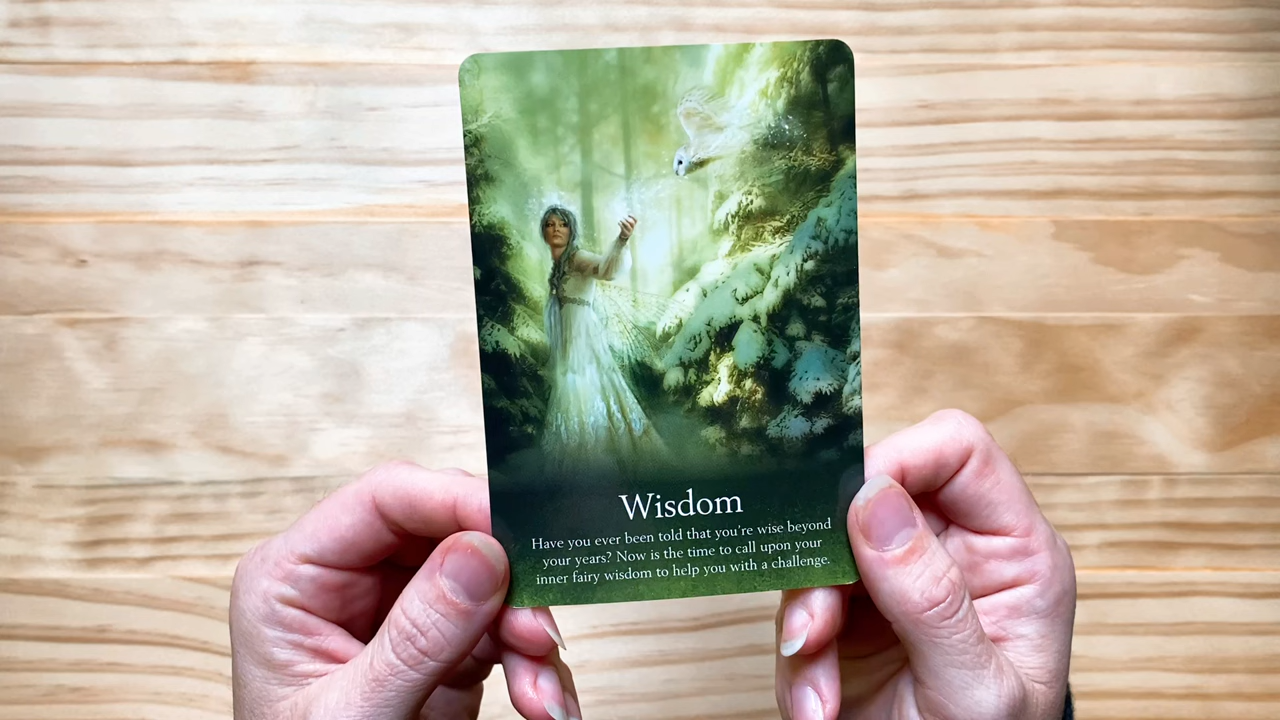 Wisdom
Have you ever been told that you're wise beyond
your years? Now is the time to call upon your
inner fairy wisdom to help you with a challenge.